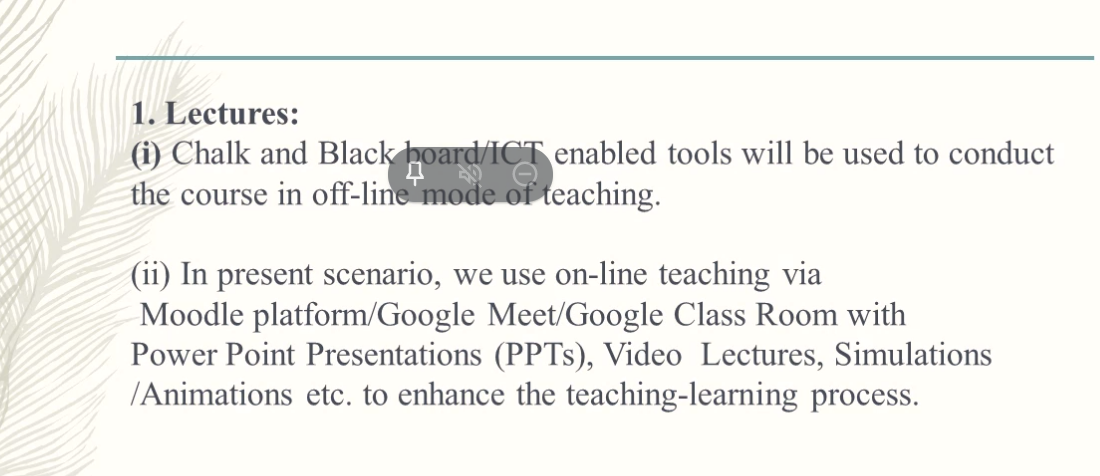 1. Lectures:
(i) Chalk and Black board/ICT enabled tools will be used to conduct
the course in off-line mode of teaching.
(ii) In present scenario, we use on-line teaching via
Moodle platform/Google Meet/Google Class Room with
Power Point Presentations (PPTs), Video Lectures, Simulations
/Animations etc. to enhance the teaching-learning process.